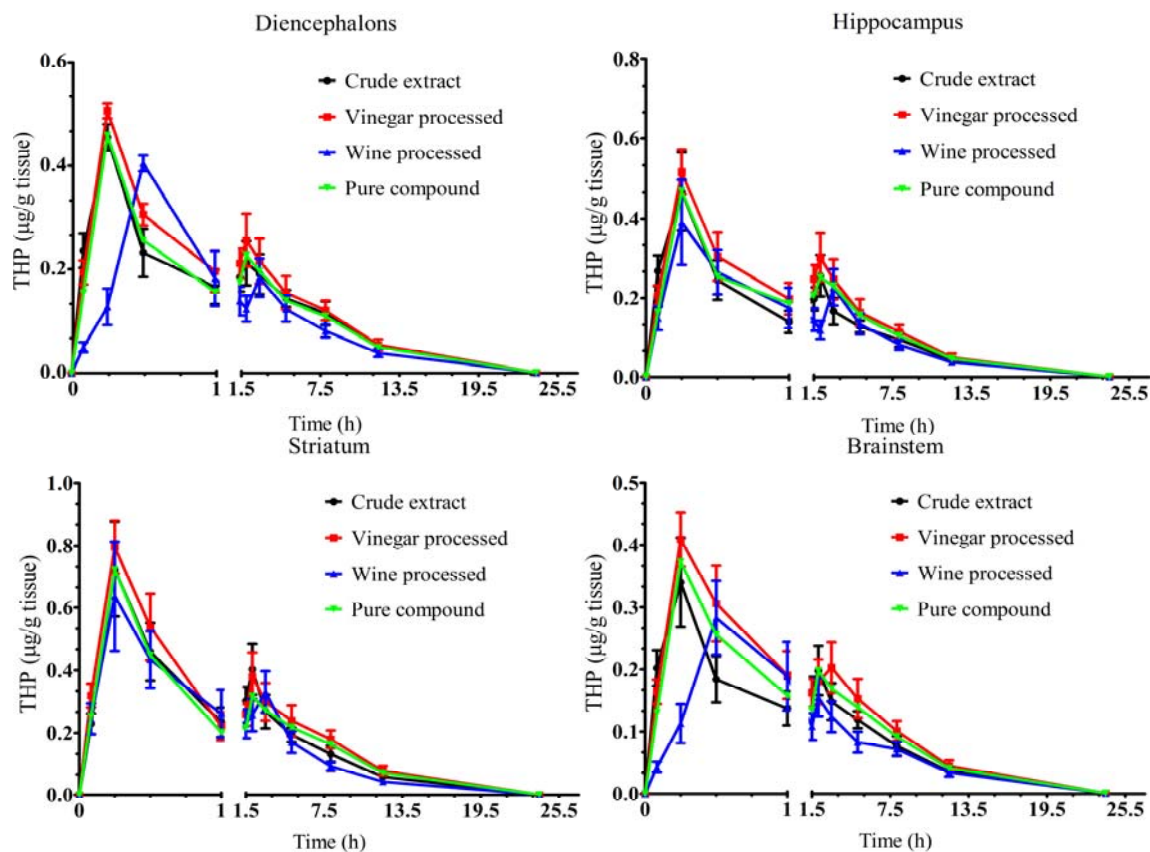 Diencephalons
0.6
0.4
0.2
0.0
THP (µg/g tissue)
Crude extract
Vinegar processed
Wine processed
Pure compound
0
1
1.5
7.5
13.5
19.5
25.5
Time (h)
Hippocampus
0.8
0.6
0.4
0.2
0.0
THP (µg/g tissue)
Crude extract
Vinegar processed
Wine processed
Pure compound
0
1
1.5
7.5
13.5
19.5
25.5
Time (h)
Striatum
1.0
0.8
0.6
0.4
0.2
0.0
THP (µg/g tissue)
Crude extract
Vinegar processed
Wine processed
Pure compound
0
1
1.5
7.5
13.5
19.5
25.5
Time (h)
Brainstem
0.5
0.4
0.3
0.2
0.1
0.0
THP (µg/g tissue)
Crude extract
Vinegar processed
Wine processed
Pure compound
0
1
1.5
7.5
13.5
19.5
25.5
Time (h)